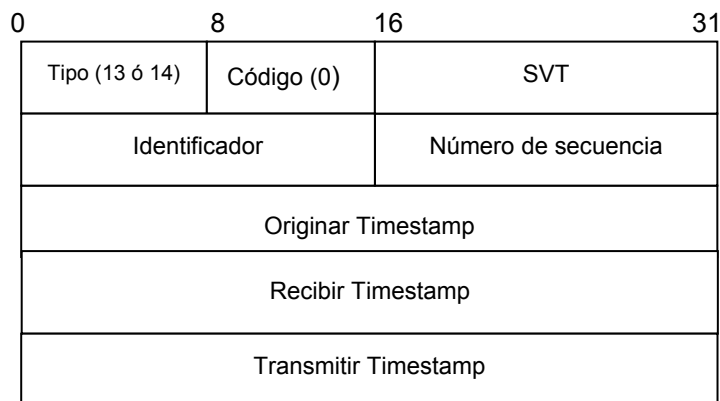 0 8 16 31
Tipo (13 ó 14) Código (0) SVT
Identificador Número de secuencia
Originar Timestamp
Recibir Timestamp
Transmitir Timestamp